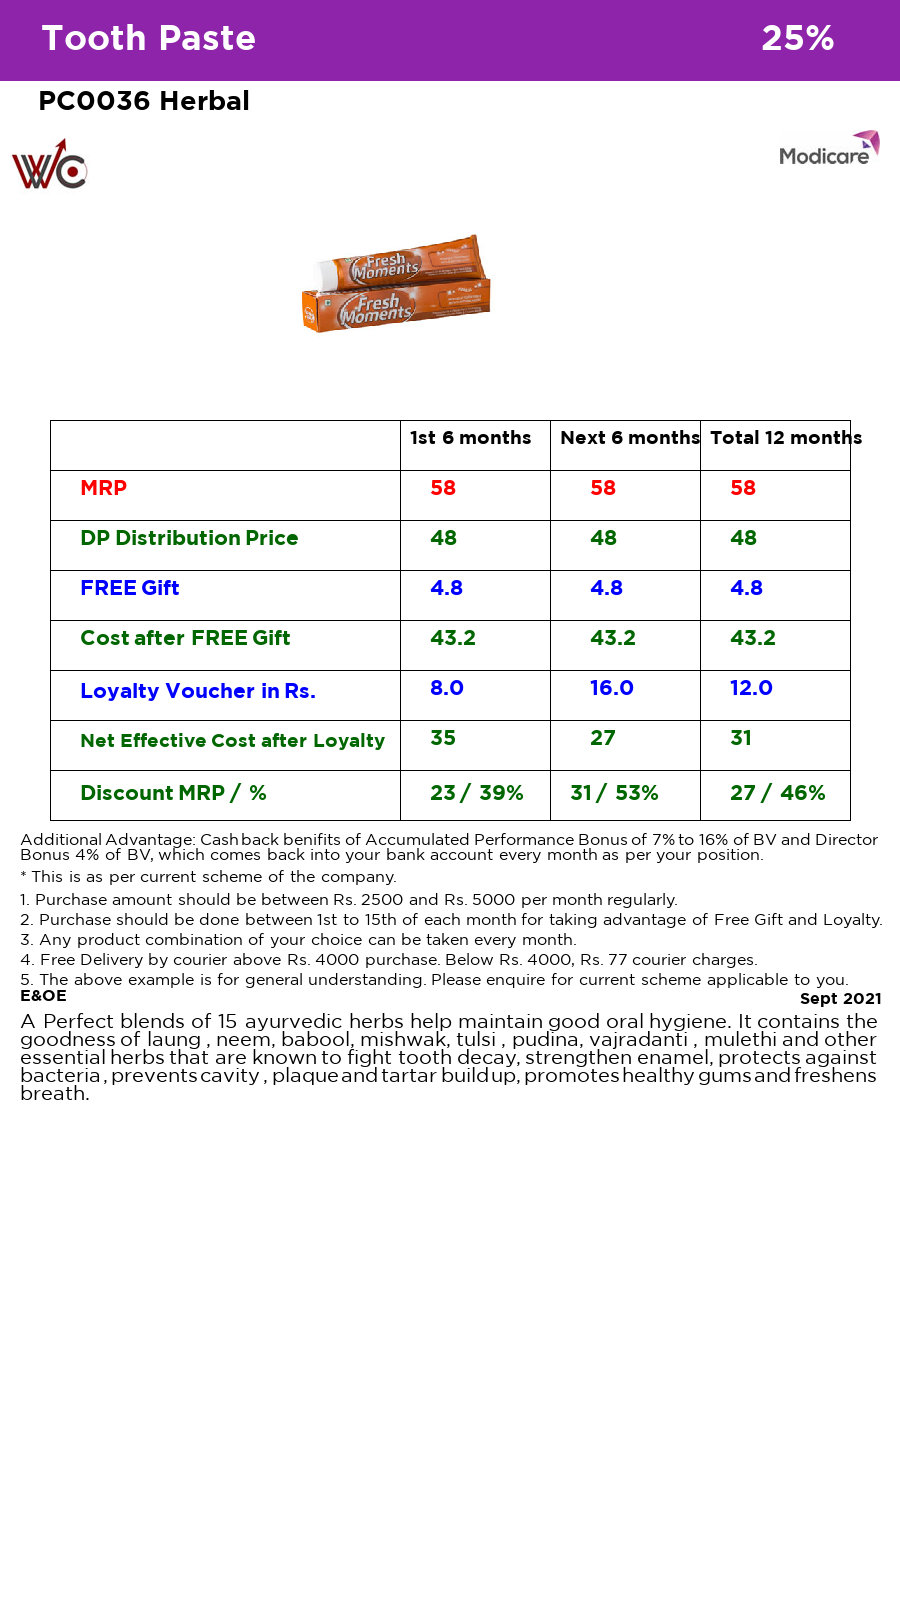 Tooth Paste 25%
PC0036 Herbal
WC
Modicare
Fresh
Moments
Fresh
Moments
1st 6 months Next 6 months Total 12 months
MRP 58 58 58
DP Distribution Price 48 48 48
FREE Gift 4.8 4.8 4.8
Cost after FREE Gift 43.2 43.2 43.2
Loyalty Voucher in Rs. 8.0 16.0 12.0
Net Effective Cost after Loyalty 35 27 31
Discount MRP / % 23 / 39% 31 / 53% 27 / 46%
Additional Advantage: Cash back benifits of Accumulated Performance Bonus of 7% to 16% of BV and Director
Bonus 4% of BV, which comes back into your bank account every month as per your position.
* This is as per current scheme of the company.
1. Purchase amount should be between Rs. 2500 and Rs. 5000 per month regularly.
2. Purchase should be done between 1st to 15th of each month for taking advantage of Free Gift and Loyalty.
3. Any product combination of your choice can be taken every month.
4. Free Delivery by courier above Rs. 4000 purchase. Below Rs. 4000, Rs. 77 courier charges.
5. The above example is for general understanding. Please enquire for current scheme applicable to you.
E&OE Sept 2021
A Perfect blends of 15 ayurvedic herbs help maintain good oral hygiene. It contains the
goodness of laung , neem, babool, mishwak, tulsi , pudina, vajradanti , mulethi and other
essential herbs that are known to fight tooth decay, strengthen enamel, protects against
bacteria , prevents cavity , plaque and tartar build up, promotes healthy gums and freshens
breath.